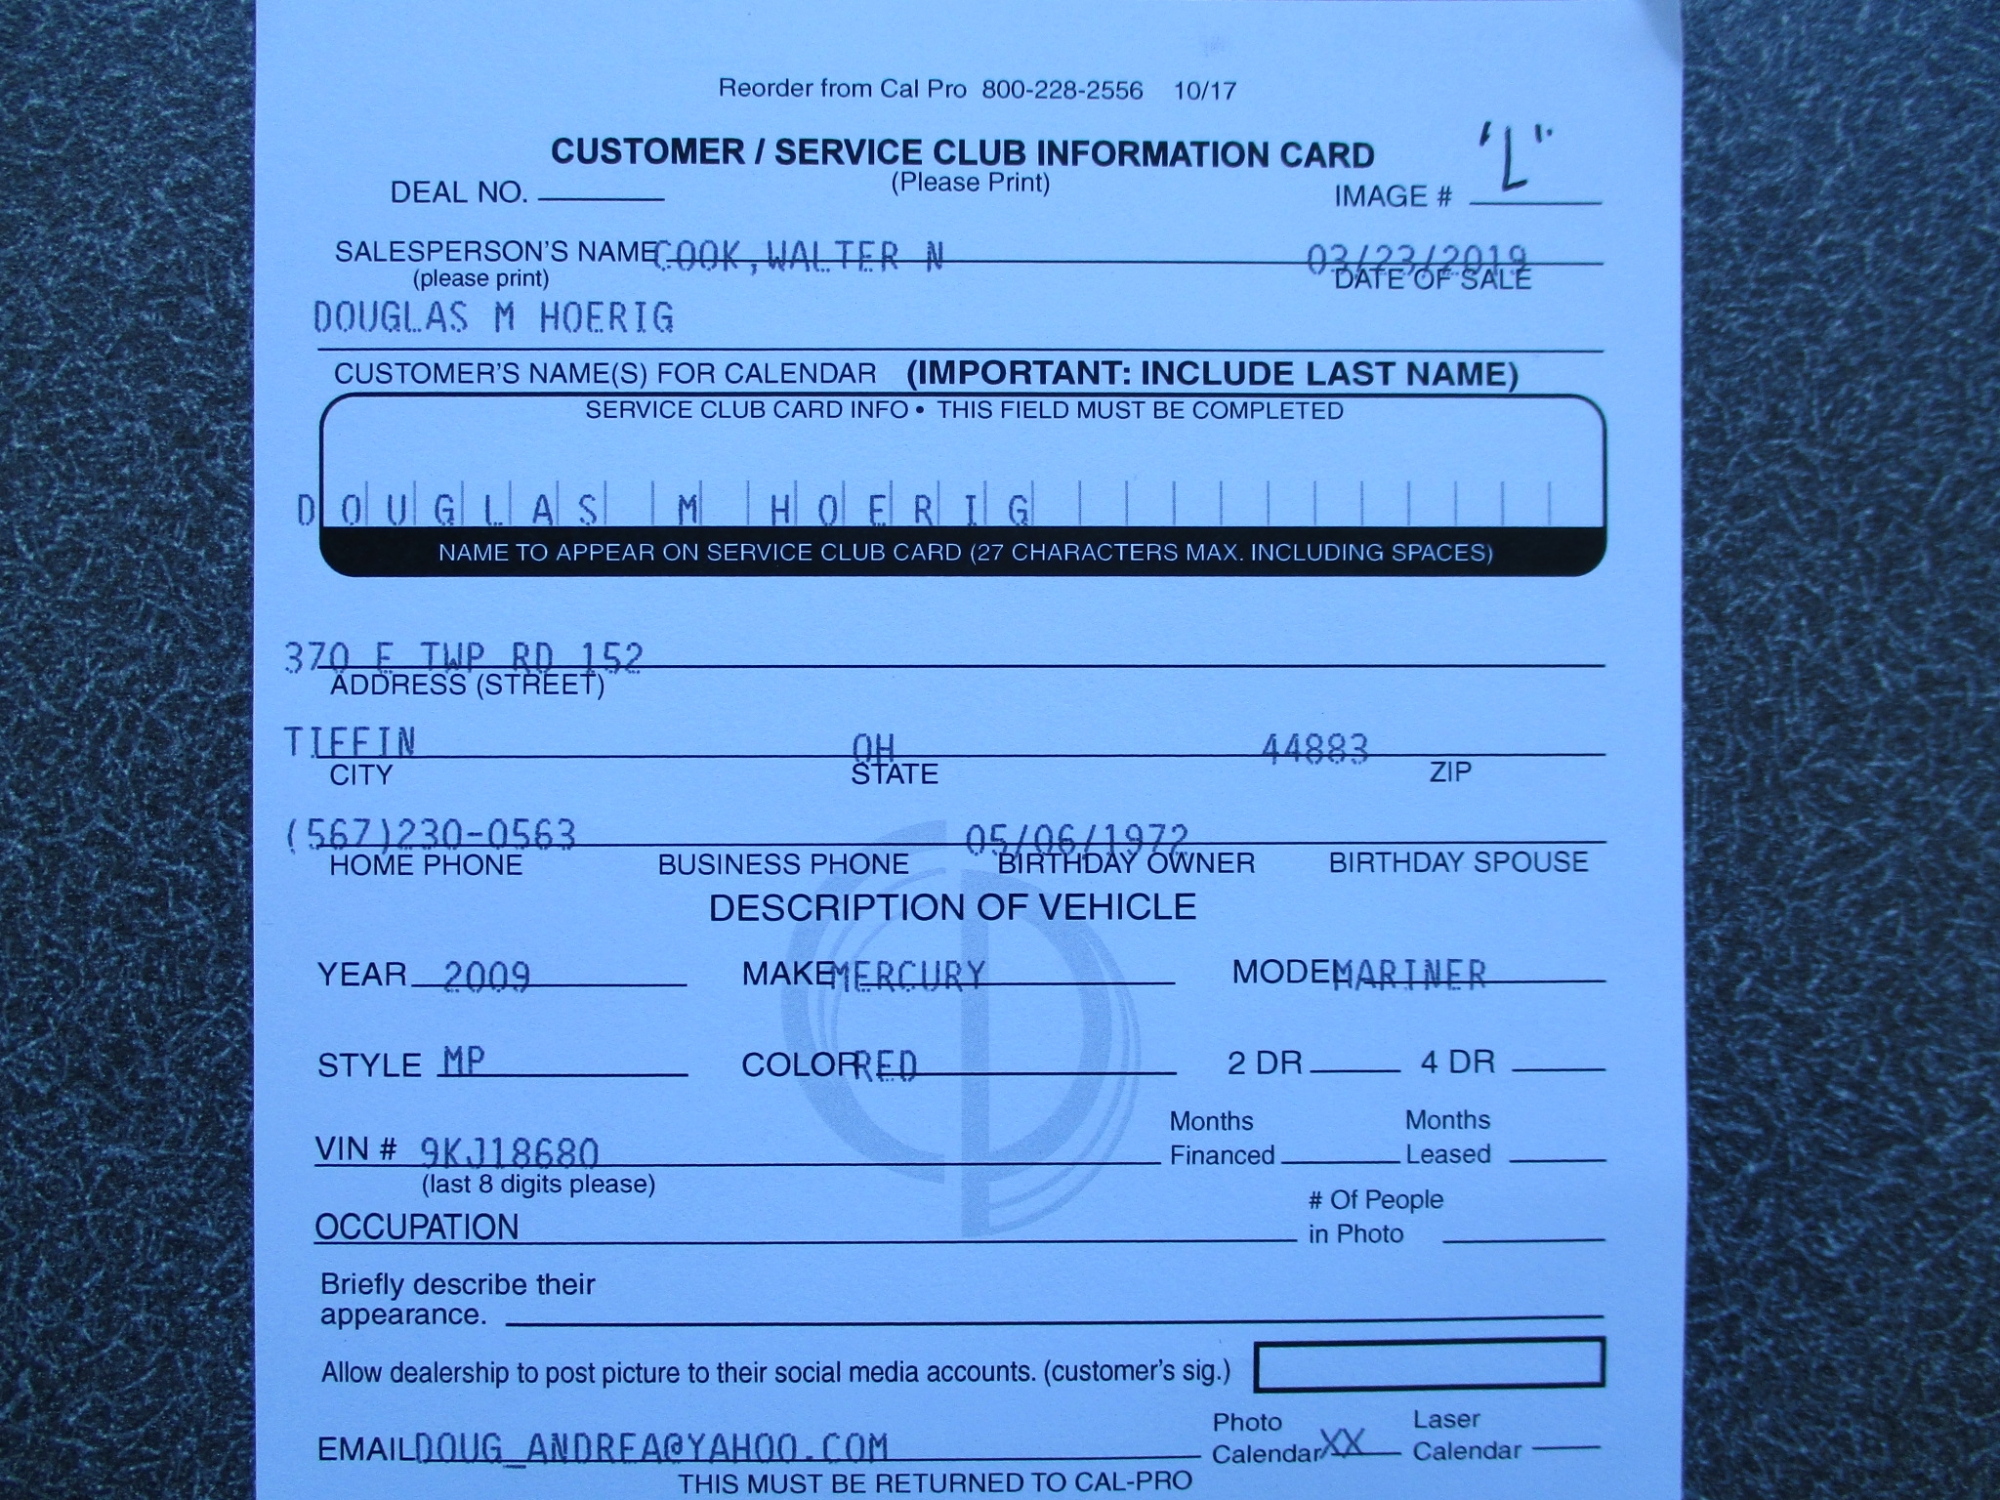 Reorder from Cal Pro 800-228-2556 10/17
CUSTOMER / SERVICE CLUB INFORMATION CARD
(Please Print)
DEAL NO. IMAGE # "L"
SALESPERSON'S NAME COOK,WALTER N 03/23/2019
(please print) DATE OF SALE
DOUGLAS M HOERIG
CUSTOMER'S NAME(S) FOR CALENDAR (IMPORTANT: INCLUDE LAST NAME)
SERVICE CLUB CARD INFO • THIS FIELD MUST BE COMPLETED
DOUGLAS M HOERIG
NAME TO APPEAR ON SERVICE CLUB CARD (27 CHARACTERS MAX. INCLUDING SPACES)
370 E TWP RD 152
ADDRESS (STREET)
TIFFIN OH 44883
CITY STATE ZIP
(567)230-0563 05/06/1972
HOME PHONE BUSINESS PHONE BIRTHDAY OWNER BIRTHDAY SPOUSE
DESCRIPTION OF VEHICLE
YEAR 2009 MAKE MERCURY MODEL MARINER
STYLE MP COLOR RED 2 DR 4 DR
Months Months
VIN # 9KJ18680 Financed Leased
(last 8 digits please)
# Of People
OCCUPATION in Photo
Briefly describe their
appearance.
Allow dealership to post picture to their social media accounts. (customer's sig.)
Photo Laser
EMAIL DOUG_ANDREA@YAHOO.COM Calendar XX Calendar
THIS MUST BE RETURNED TO CAL-PRO